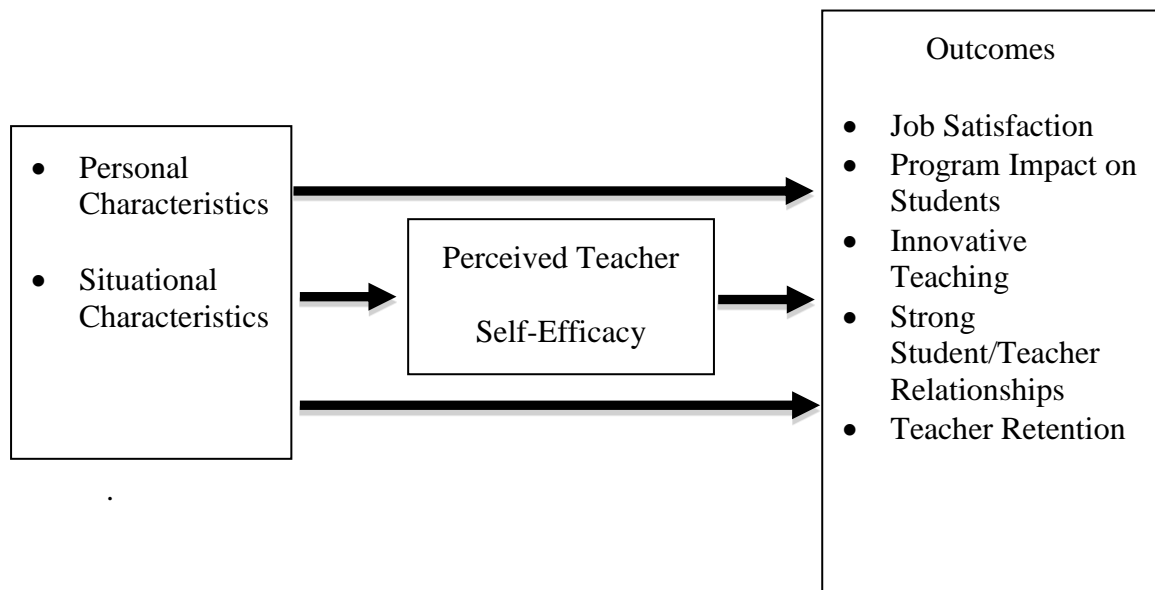 • Personal
Characteristics
• Situational
Characteristics
.
Perceived Teacher
Self-Efficacy
Outcomes
• Job Satisfaction
• Program Impact on
Students
• Innovative
Teaching
• Strong
Student/Teacher
Relationships
• Teacher Retention